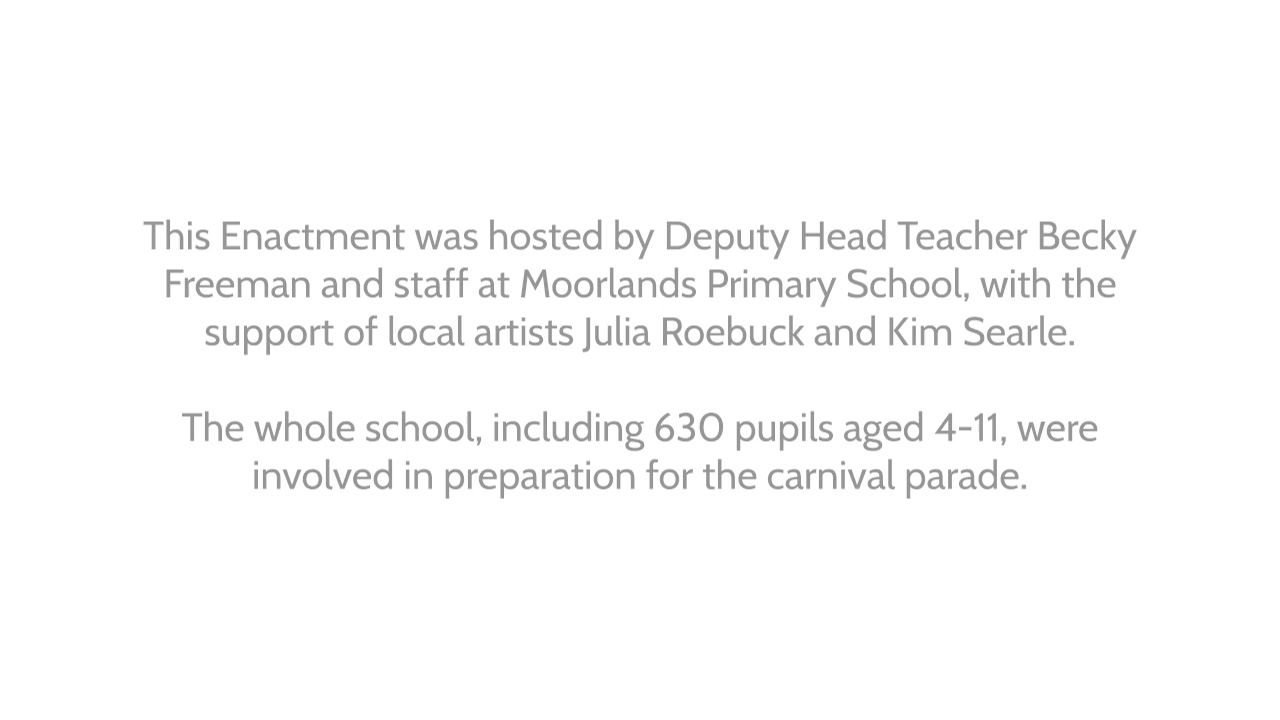 This Enactment was hosted by Deputy Head Teacher Becky
Freeman and staff at Moorlands Primary School, with the
support of local artists Julia Roebuck and Kim Searle.
The whole school, including 630 pupils aged 4-11, were
involved in preparation for the carnival parade.